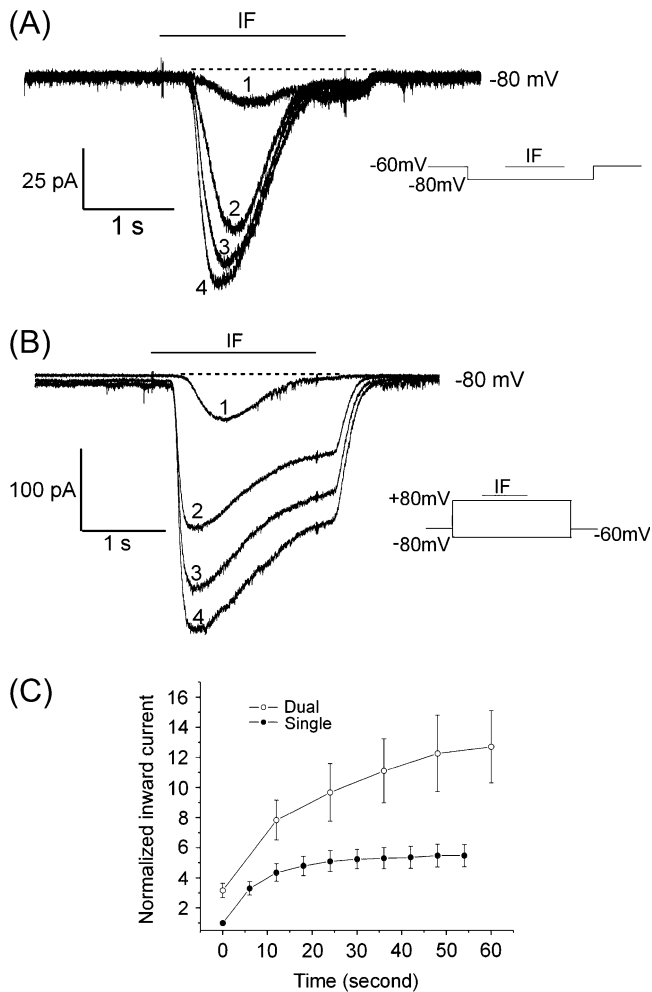 (A)
IF
1
-80 mV
2
3
4
25 pA
1 s
-60mV
IF
-80mV
(B)
IF
1
-80 mV
2
3
4
100 pA
1 s
+80mV
IF
-80mV
-60mV
(C)
Normalized inward current
16
14
12
10
8
6
4
2
Dual
Single
0 10 20 30 40 50 60
Time (second)